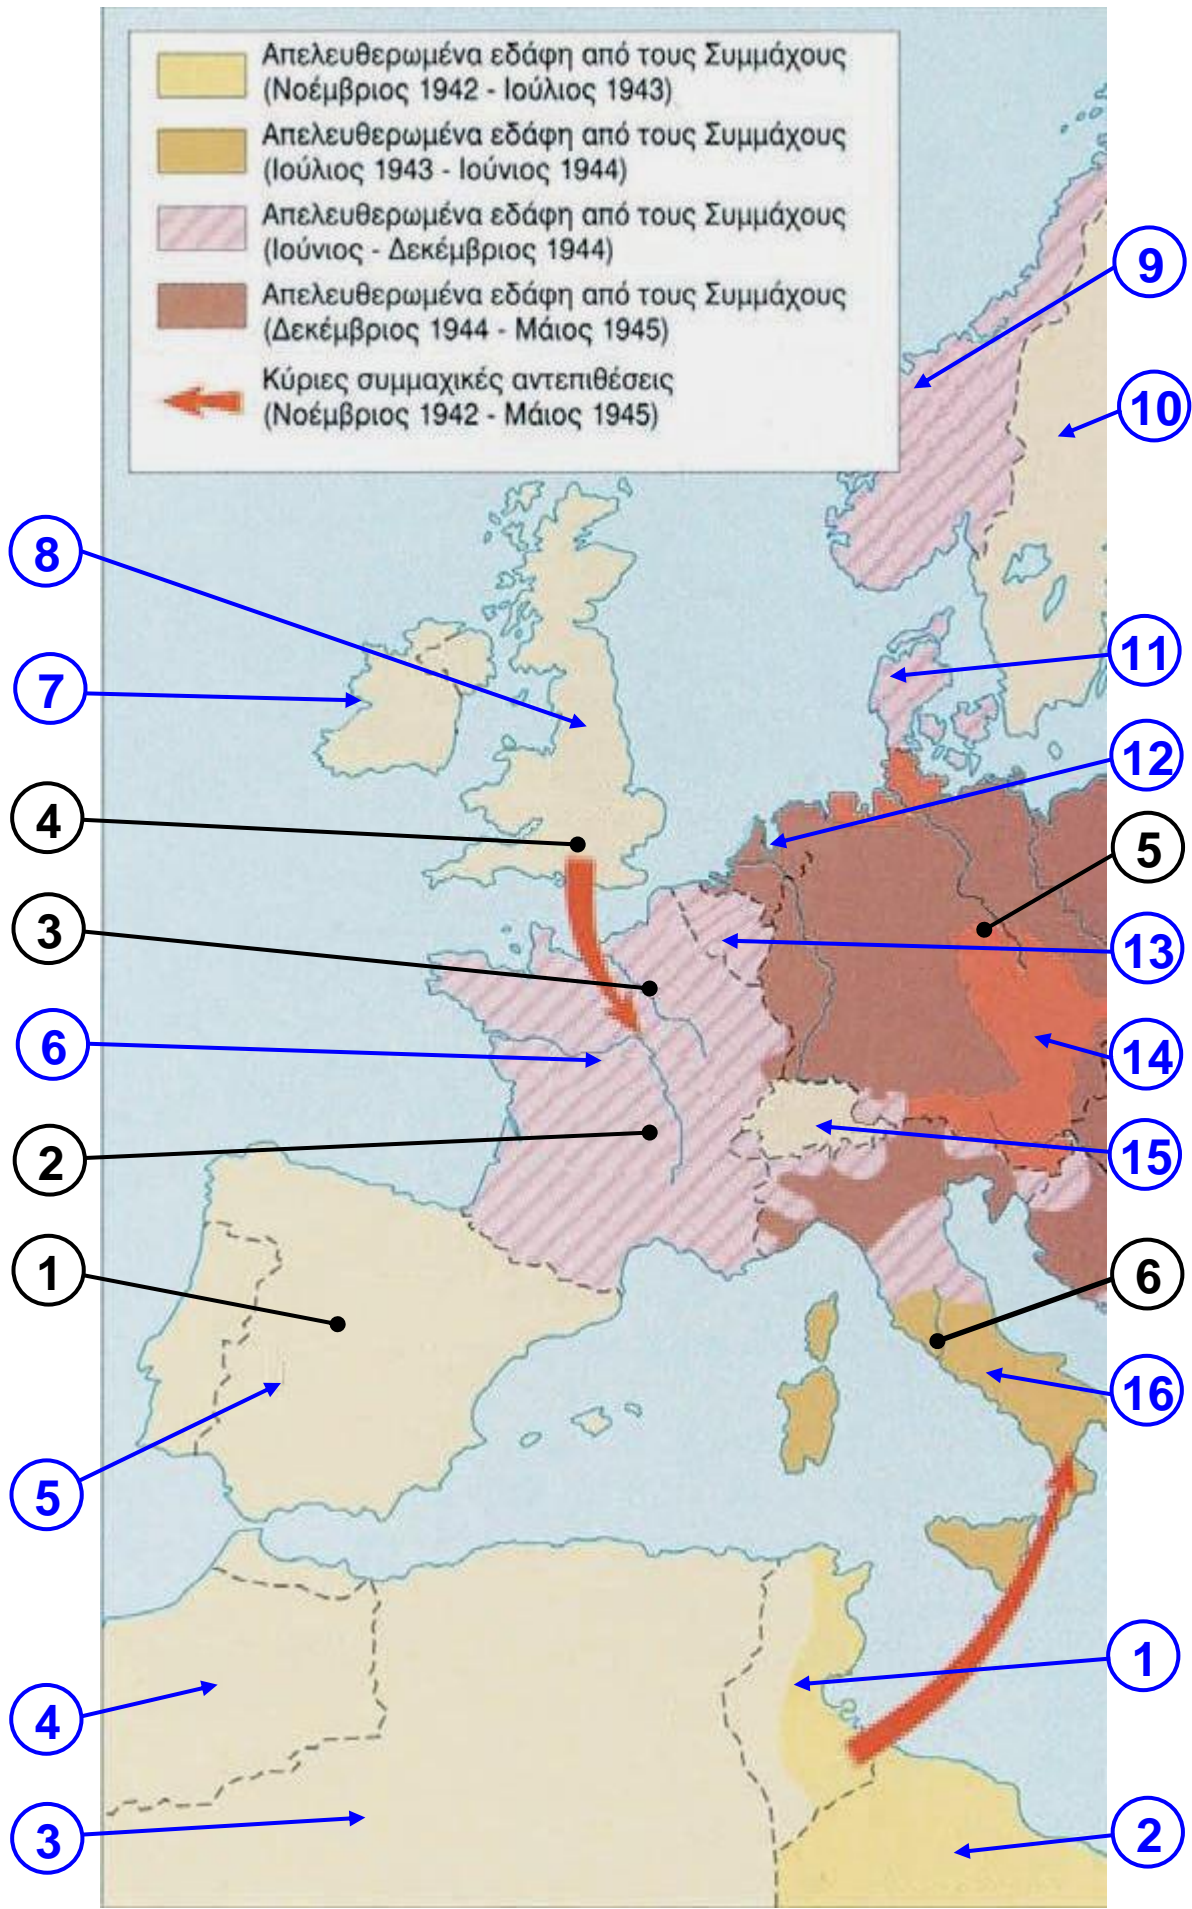 Απελευθερωμένα εδάφη από τους Συμμάχους
(Νοέμβριος 1942 - Ιούλιος 1943)
Απελευθερωμένα εδάφη από τους Συμμάχους
(Ιούλιος 1943 - Ιούνιος 1944)
Απελευθερωμένα εδάφη από τους Συμμάχους
(Ιούνιος - Δεκέμβριος 1944)
Απελευθερωμένα εδάφη από τους Συμμάχους
(Δεκέμβριος 1944 - Μάιος 1945)
Κύριες συμμαχικές αντεπιθέσεις
(Νοέμβριος 1942 - Μάιος 1945)
9
10
8
11
7
12
4
5
3
13
6
14
2
15
1
6
16
5
1
4
2
3